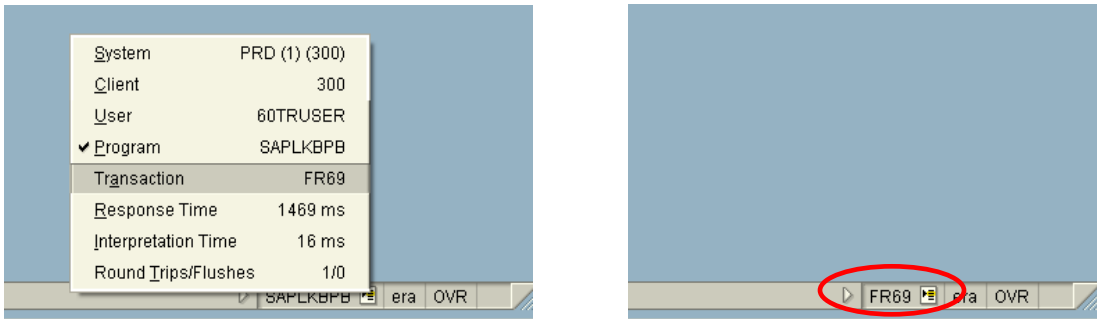 System PRD (1) (300)
Client 300
User 60TRUSER
Program SAPLKBPB
Transaction FR69
Response Time 1469 ms
Interpretation Time 16 ms
Round Trips/Flushes 1/0
SAPLKBPB era OVR
FR69 era OVR